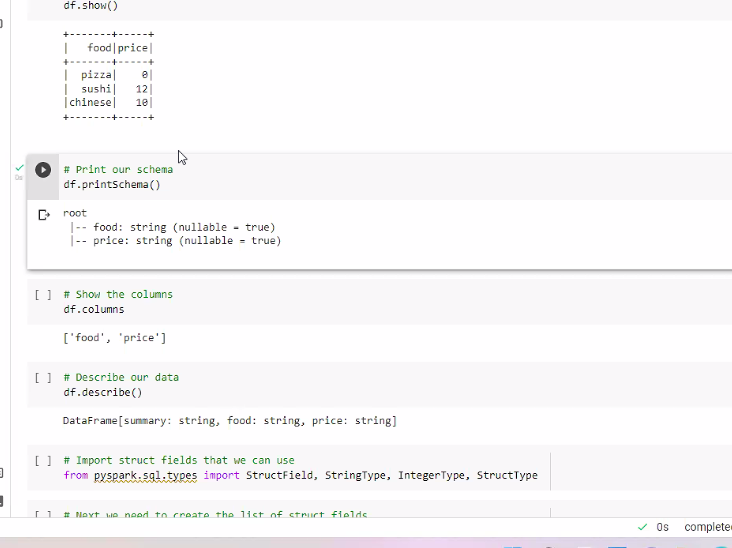 df.show()
+-------+-----+
|   food|price|
+-------+-----+
|  pizza|    0|
|  sushi|   12|
|chinese|   10|
+-------+-----+
# Print our schema
df.printSchema()
0s
root
 |-- food: string (nullable = true)
 |-- price: string (nullable = true)
[ ] # Show the columns
df.columns
['food', 'price']
[ ] # Describe our data
df.describe()
DataFrame[summary: string, food: string, price: string]
[ ] # Import struct fields that we can use
from pyspark.sql.types import StructField, StringType, IntegerType, StructType
[ ] # Next we need to create the list of struct fields
0s complete